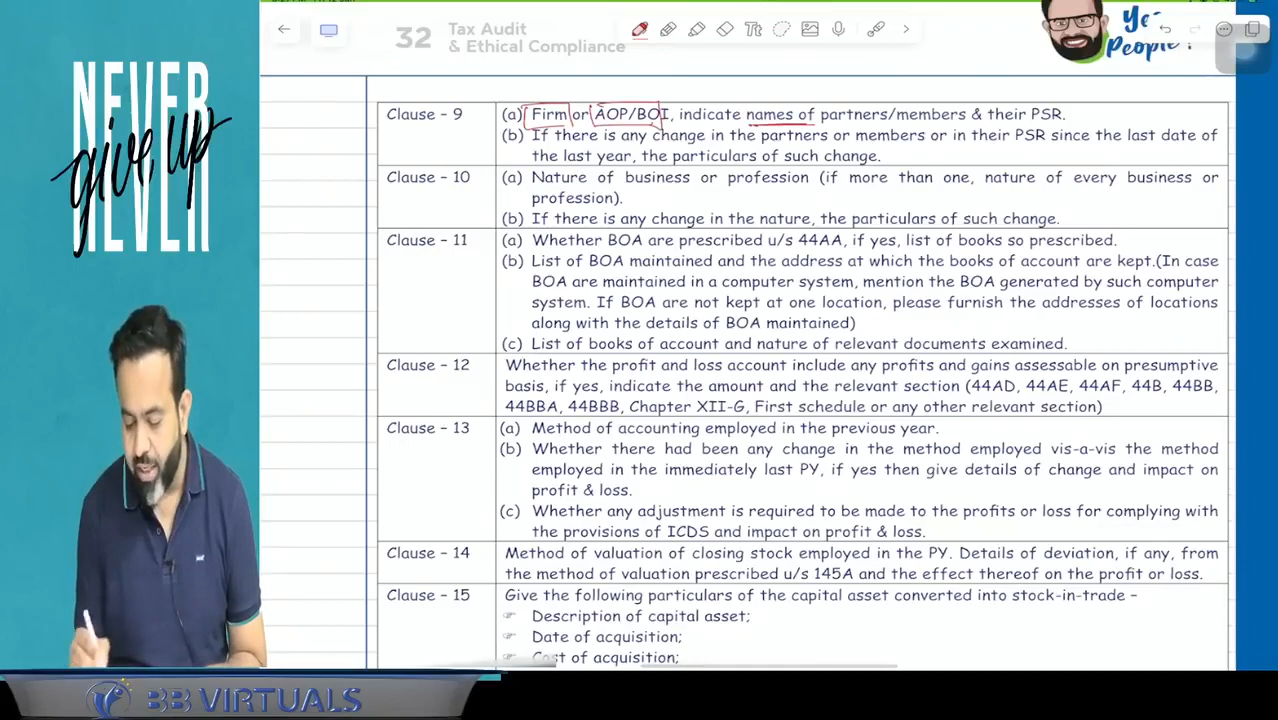 32
Tax Audit
& Ethical Compliance
Tt
Ye
People !
NEVER
give up
NEVER
Clause – 9
(a) Firm or AOP/BOI, indicate names of partners/members & their PSR.
(b) If there is any change in the partners or members or in their PSR since the last date of
the last year, the particulars of such change.
Clause – 10
(a) Nature of business or profession (if more than one, nature of every business or
profession).
(b) If there is any change in the nature, the particulars of such change.
Clause – 11
(a) Whether BOA are prescribed u/s 44AA, if yes, list of books so prescribed.
(b) List of BOA maintained and the address at which the books of account are kept.(In case
BOA are maintained in a computer system, mention the BOA generated by such computer
system. If BOA are not kept at one location, please furnish the addresses of locations
along with the details of BOA maintained)
(c) List of books of account and nature of relevant documents examined.
Clause – 12
Whether the profit and loss account include any profits and gains assessable on presumptive
basis, if yes, indicate the amount and the relevant section (44AD, 44AE, 44AF, 44B, 44BB,
44BBA, 44BBB, Chapter XII-G, First schedule or any other relevant section)
Clause – 13
(a) Method of accounting employed in the previous year.
(b) Whether there had been any change in the method employed vis-a-vis the method
employed in the immediately last PY, if yes then give details of change and impact on
profit & loss.
(c) Whether any adjustment is required to be made to the profits or loss for complying with
the provisions of ICDS and impact on profit & loss.
Clause – 14
Method of valuation of closing stock employed in the PY. Details of deviation, if any, from
the method of valuation prescribed u/s 145A and the effect thereof on the profit or loss.
Clause – 15
Give the following particulars of the capital asset converted into stock-in-trade –
Description of capital asset;
Date of acquisition;
Cost of acquisition;
BB VIRTUALS